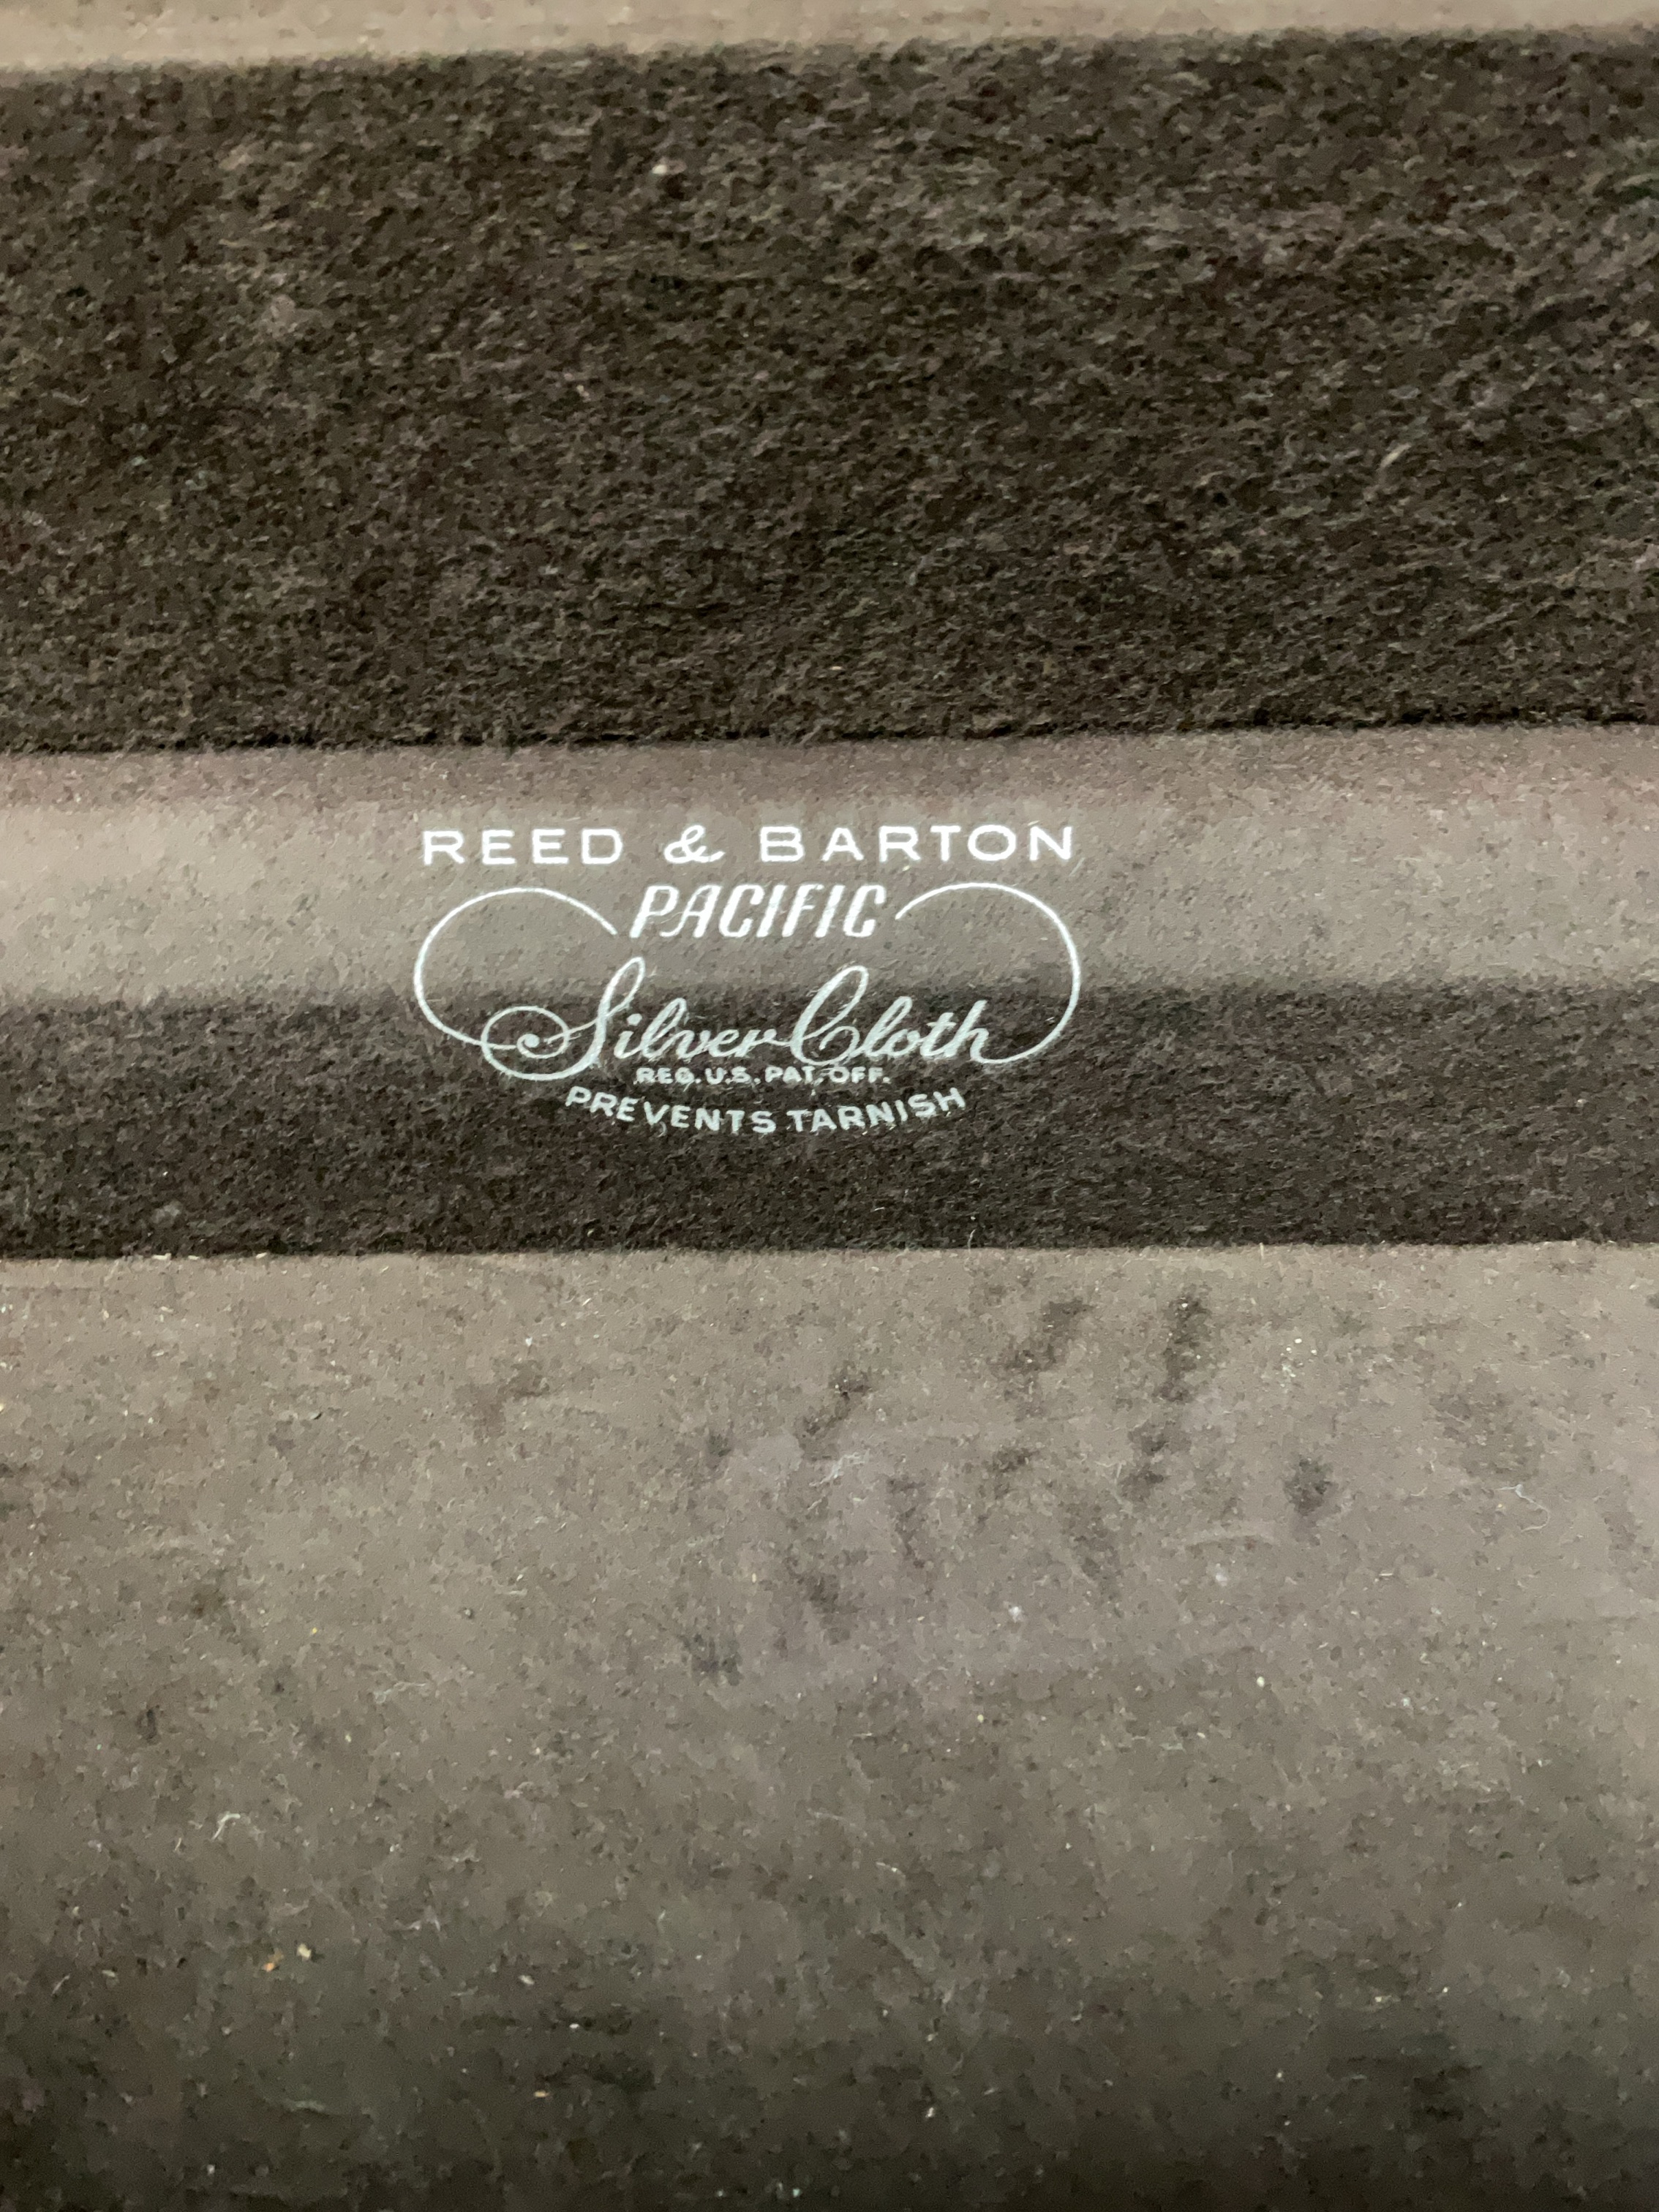 REED & BARTON
PACIFIC
Silver Cloth
REG. U.S. PAT. OFF.
PREVENTS TARNISH